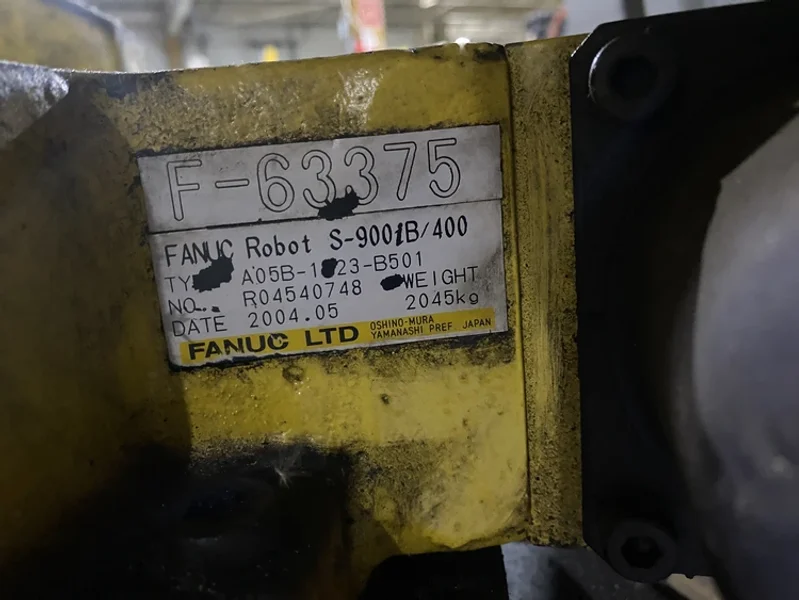 F-63375
FANUC Robot S-900iB/400
A05B-1 23-B501
NO. R04540748 WEIGHT
DATE 2004.05 2045kg
FANUC LTD OSHINO-MURA
YAMANASHI PREF. JAPAN